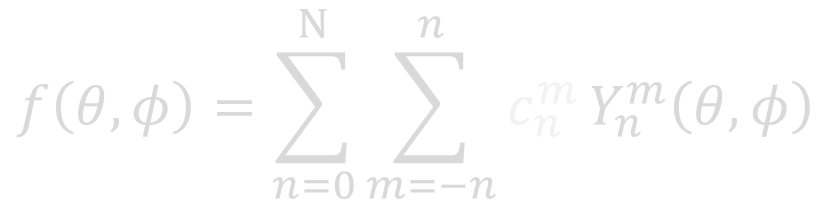 f(θ, ϕ) = ∑_{n=0}^{N} ∑_{m=−n}^{n} c_n^m Y_n^m(θ, ϕ)